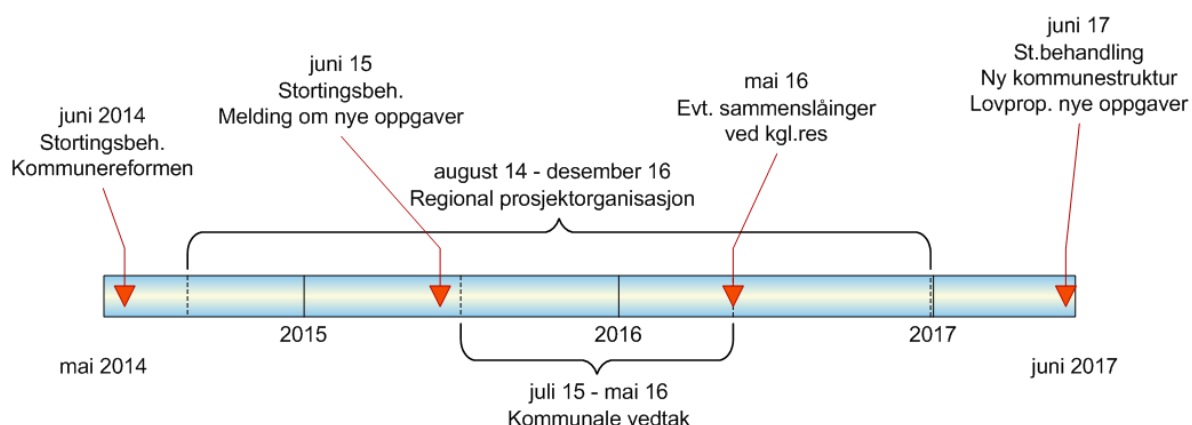 juni 2014
Stortingsbeh.
Kommunereformen
juni 15
Stortingsbeh.
Melding om nye oppgaver
august 14 - desember 16
Regional prosjektorganisasjon
mai 16
Evt. sammenslåinger
ved kgl.res
juni 17
St.behandling
Ny kommunestruktur
Lovprop. nye oppgaver
2015
2016
2017
mai 2014
juni 2017
juli 15 - mai 16
Kommunale vedtak